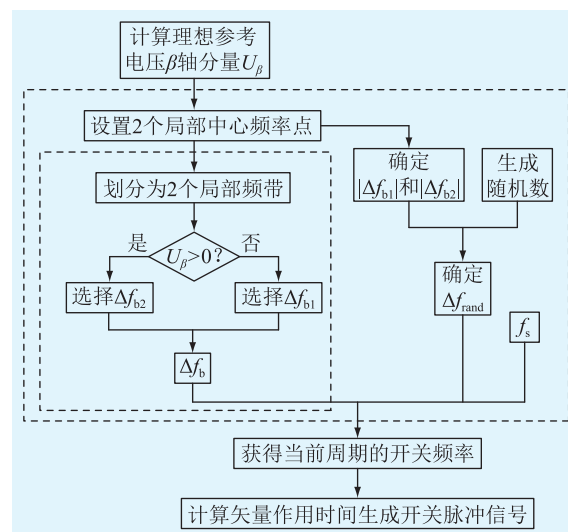 计算理想参考
电压β轴分量Uβ
设置2个局部中心频率点
划分为2个局部频带
是
Uβ>0?
否
选择Δfb2
选择Δfb1
Δfb
确定
|Δfb1|和|Δfb2|
生成
随机数
确定
Δfrand
fs
获得当前周期的开关频率
计算矢量作用时间生成开关脉冲信号